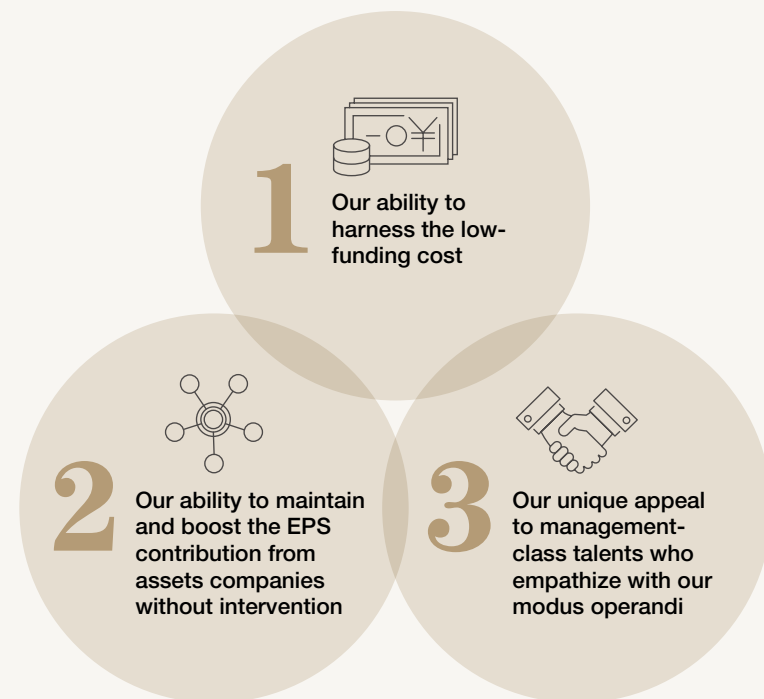 1
Our ability to
harness the low-
funding cost
2
Our ability to maintain
and boost the EPS
contribution from
assets companies
without intervention
3
Our unique appeal
to management-
class talents who
empathize with our
modus operandi